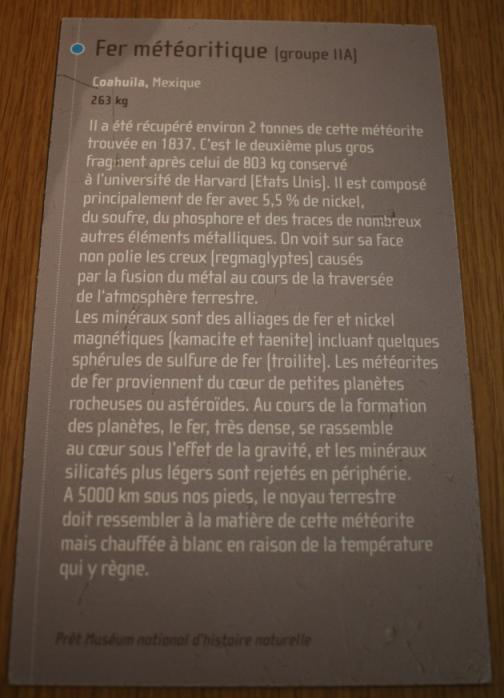 Fer météoritique (groupe IIA)
Coahuila, Mexique
263 kg
Il a été récupéré environ 2 tonnes de cette météorite
trouvée en 1837. C'est le deuxième plus gros
fragment après celui de 803 kg conservé
à l'université de Harvard (Etats Unis). Il est composé
principalement de fer avec 5,5 % de nickel,
du soufre, du phosphore et des traces de nombreux
autres éléments métalliques. On voit sur sa face
non polie les creux (regmaglyptes) causés
par la fusion du métal au cours de la traversée
de l'atmosphère terrestre.
Les minéraux sont des alliages de fer et nickel
magnétiques (kamacite et taenite) incluant quelques
sphérules de sulfure de fer (troilite). Les météorites
de fer proviennent du cœur de petites planètes
rocheuses ou astéroïdes. Au cours de la formation
des planètes, le fer, très dense, se rassemble
au cœur sous l'effet de la gravité, et les minéraux
silicatés plus légers sont rejetés en périphérie.
A 5000 km sous nos pieds, le noyau terrestre
doit ressembler à la matière de cette météorite
mais chauffée à blanc en raison de la température
qui y règne.
Prêt Muséum national d'histoire naturelle